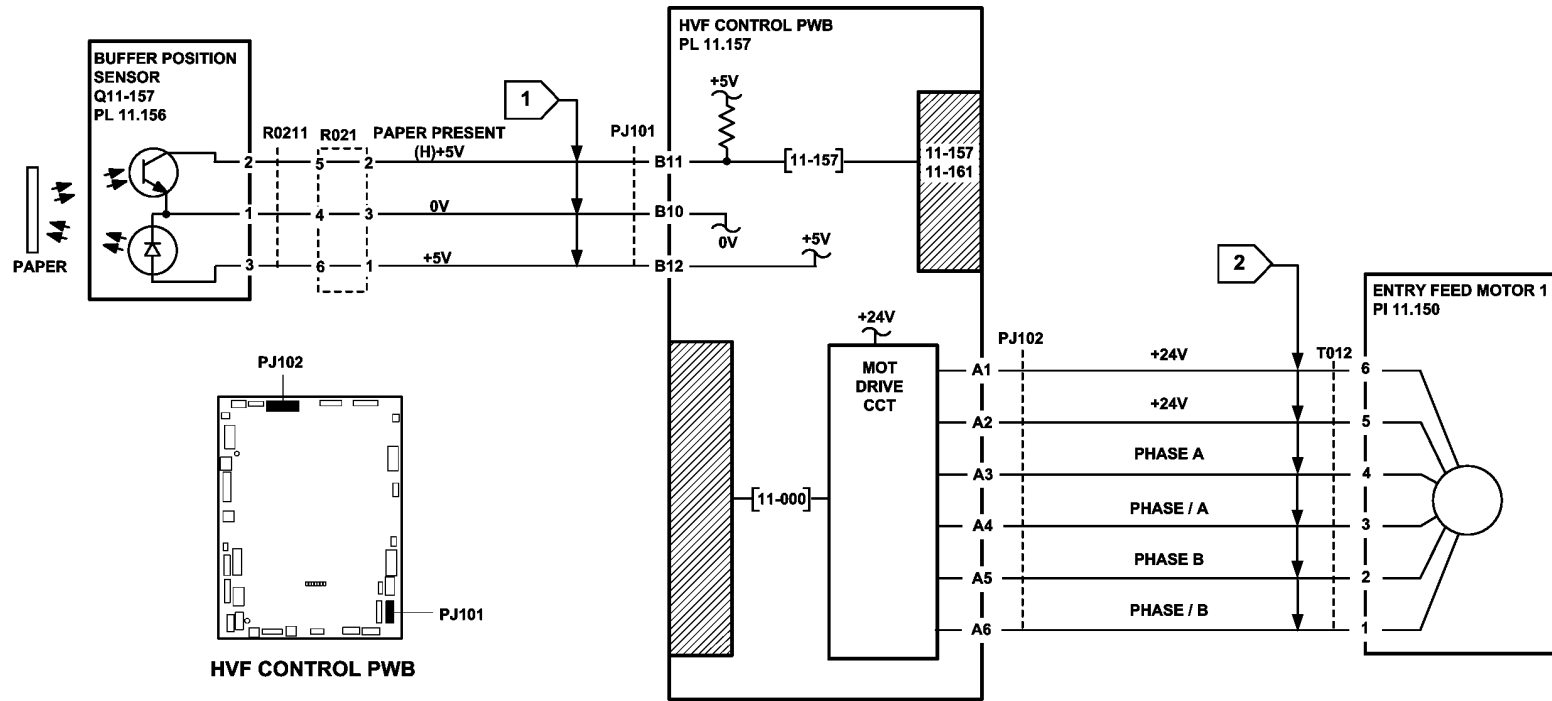 BUFFER POSITION
SENSOR
Q11-157
PL 11.156
2
1
3
PAPER
R0211
R021
5
2
4
3
6
1
PAPER PRESENT
(H)+5V
0V
+5V
1
PJ101
B11
B10
B12
HVF CONTROL PWB
PL 11.157
+5V
[11-157]
11-157
11-161
0V
+5V
+24V
MOT
DRIVE
CCT
[11-000]
A1
A2
A3
A4
A5
A6
PJ102
+24V
+24V
PHASE A
PHASE / A
PHASE B
PHASE / B
2
T012
6
5
4
3
2
1
ENTRY FEED MOTOR 1
PI 11.150
PJ102
PJ101
HVF CONTROL PWB